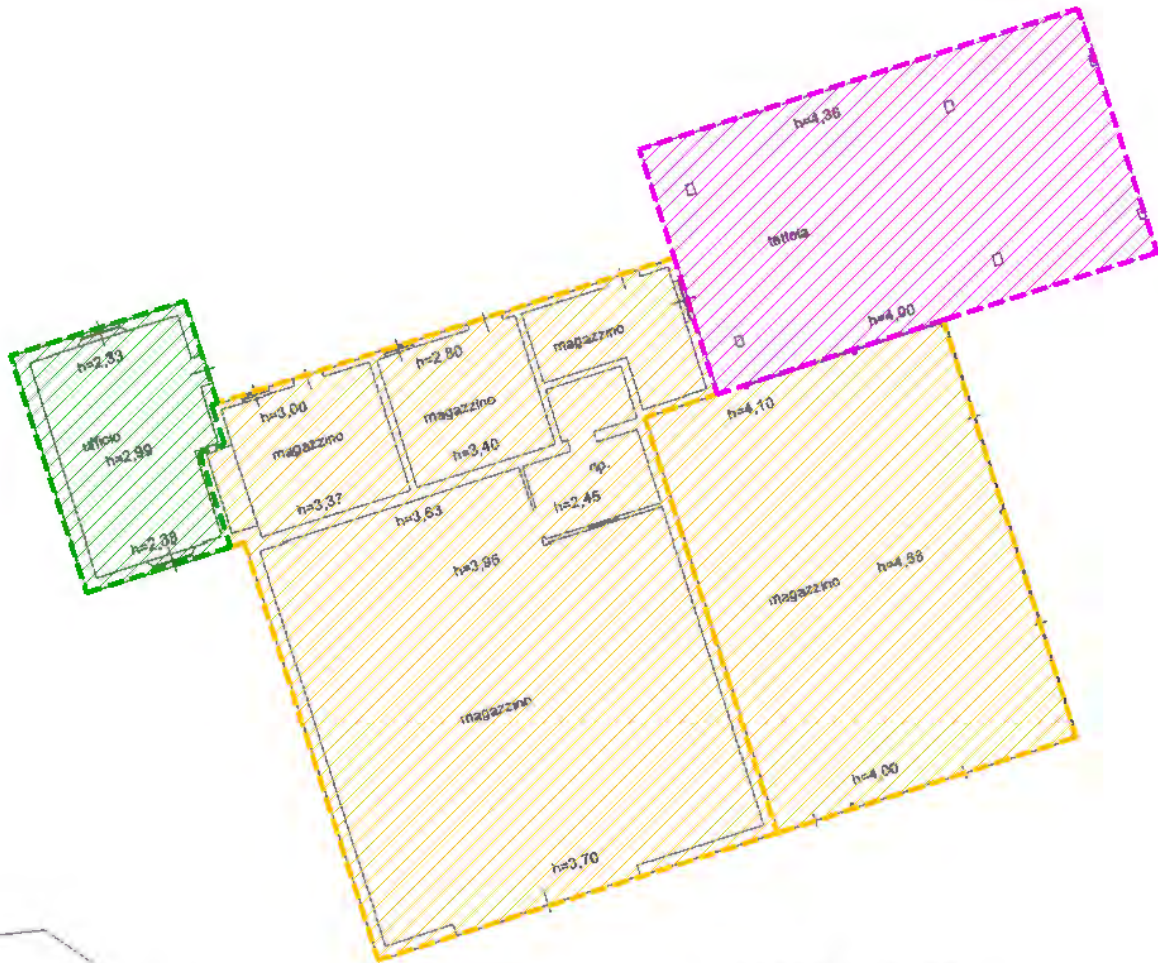 h=4,36
tettoia
h=4,90
h=2,33
ufficio
h=2,99
h=2,38
h=3,00
magazzino
h=3,37
h=2,80
magazzino
h=3,40
magazzino
rip.
h=2,45
h=3,63
h=3,96
magazzino
h=3,70
h=4,10
magazzino
h=4,58
h=4,00